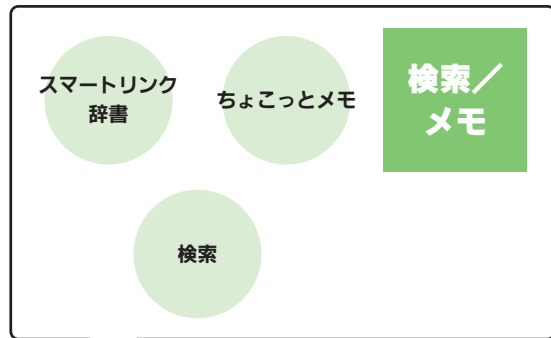 スマートリンク
辞書
ちょこっとメモ
検索／
メモ
検索